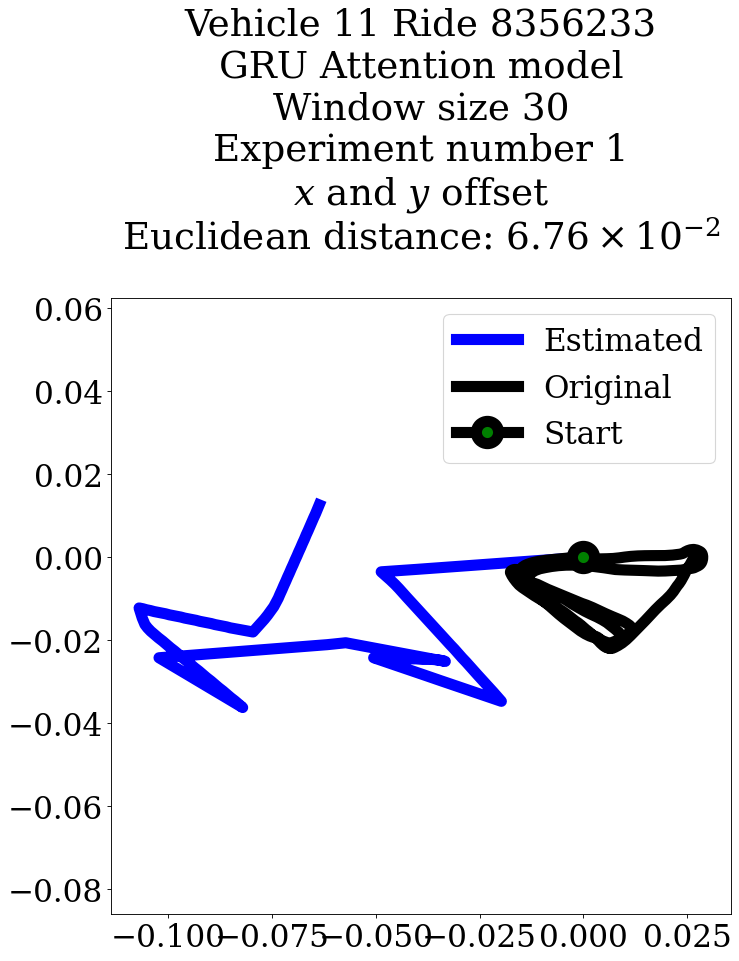 Vehicle 11 Ride 8356233
GRU Attention model
Window size 30
Experiment number 1
x and y offset
Euclidean distance: 6.76 × 10⁻²
Estimated
Original
Start
0.06
0.04
0.02
0.00
−0.02
−0.04
−0.06
−0.08
−0.100 −0.075 −0.050 −0.025 0.000 0.025